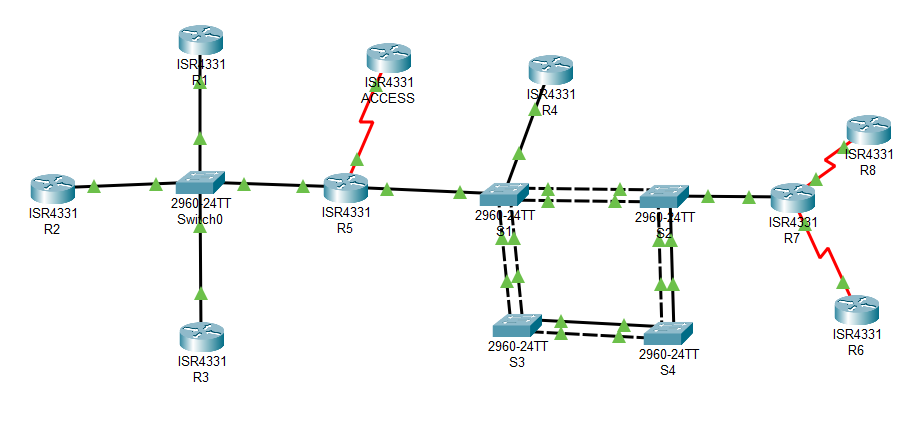 ISR4331
R1
ISR4331
ACCESS
ISR4331
R4
ISR4331
R8
ISR4331
R2
2960-24TT
Switch0
ISR4331
R5
2960-24TT
S1
2960-24TT
S2
ISR4331
R7
ISR4331
R3
2960-24TT
S3
2960-24TT
S4
ISR4331
R6